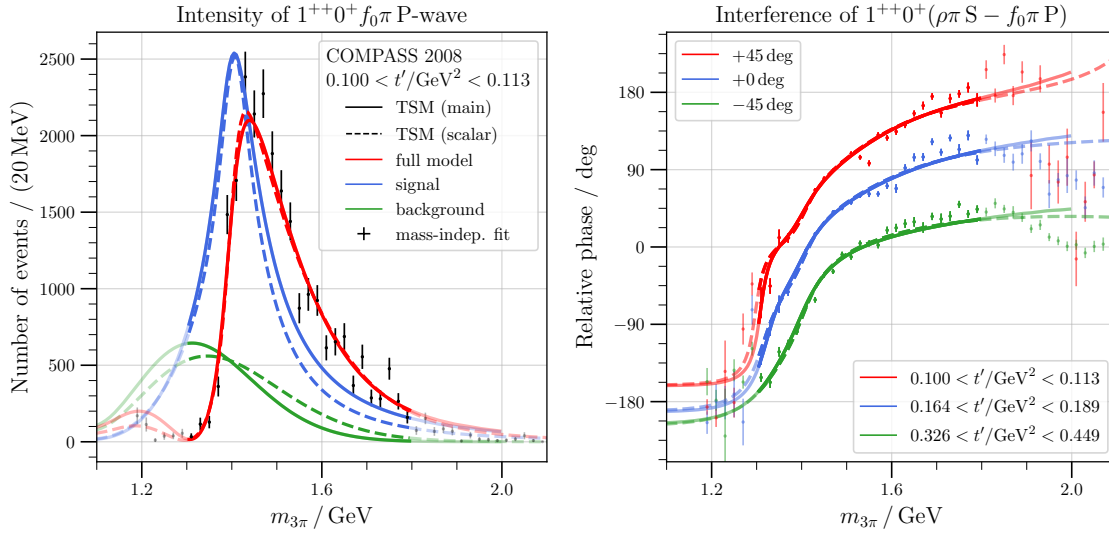 Intensity of 1⁺⁺0⁺ f₀π P-wave
Number of events / (20 MeV)
2500
2000
1500
1000
500
0
COMPASS 2008
0.100 < t′/GeV² < 0.113
TSM (main)
TSM (scalar)
full model
signal
background
mass-indep. fit
1.2
1.6
2.0
m₃π / GeV
Interference of 1⁺⁺0⁺(ρπ S − f₀π P)
Relative phase / deg
180
90
0
−90
−180
+45 deg
+0 deg
−45 deg
0.100 < t′/GeV² < 0.113
0.164 < t′/GeV² < 0.189
0.326 < t′/GeV² < 0.449
1.2
1.6
2.0
m₃π / GeV